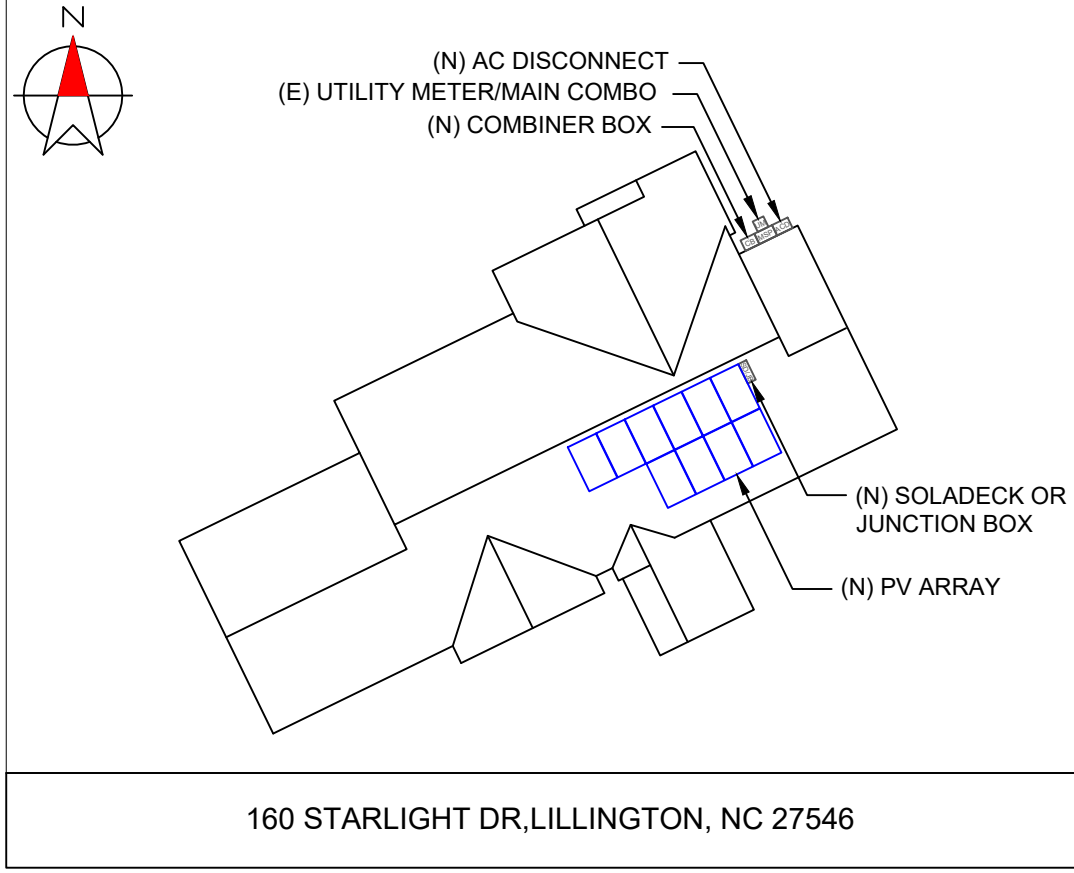 N
(N) AC DISCONNECT
(E) UTILITY METER/MAIN COMBO
(N) COMBINER BOX
UM
CB MSP ACD
(N) SOLADECK OR
JUNCTION BOX
(N) PV ARRAY
160 STARLIGHT DR,LILLINGTON, NC 27546